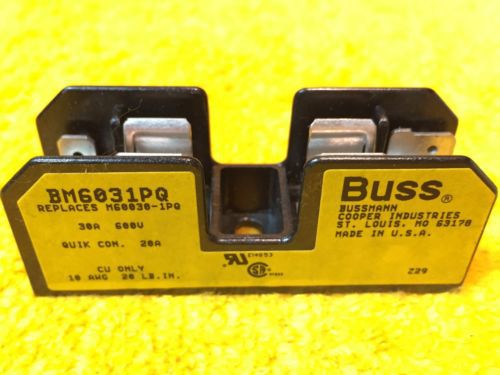 BM6031PQ
REPLACES M60030-1PQ
30A 600V
QUIK CON. 20A
CU ONLY
10 AWG 20 LB.IN.
Buss®
BUSSMANN
COOPER INDUSTRIES
ST. LOUIS, MO 63178
MADE IN U.S.A.
Z29